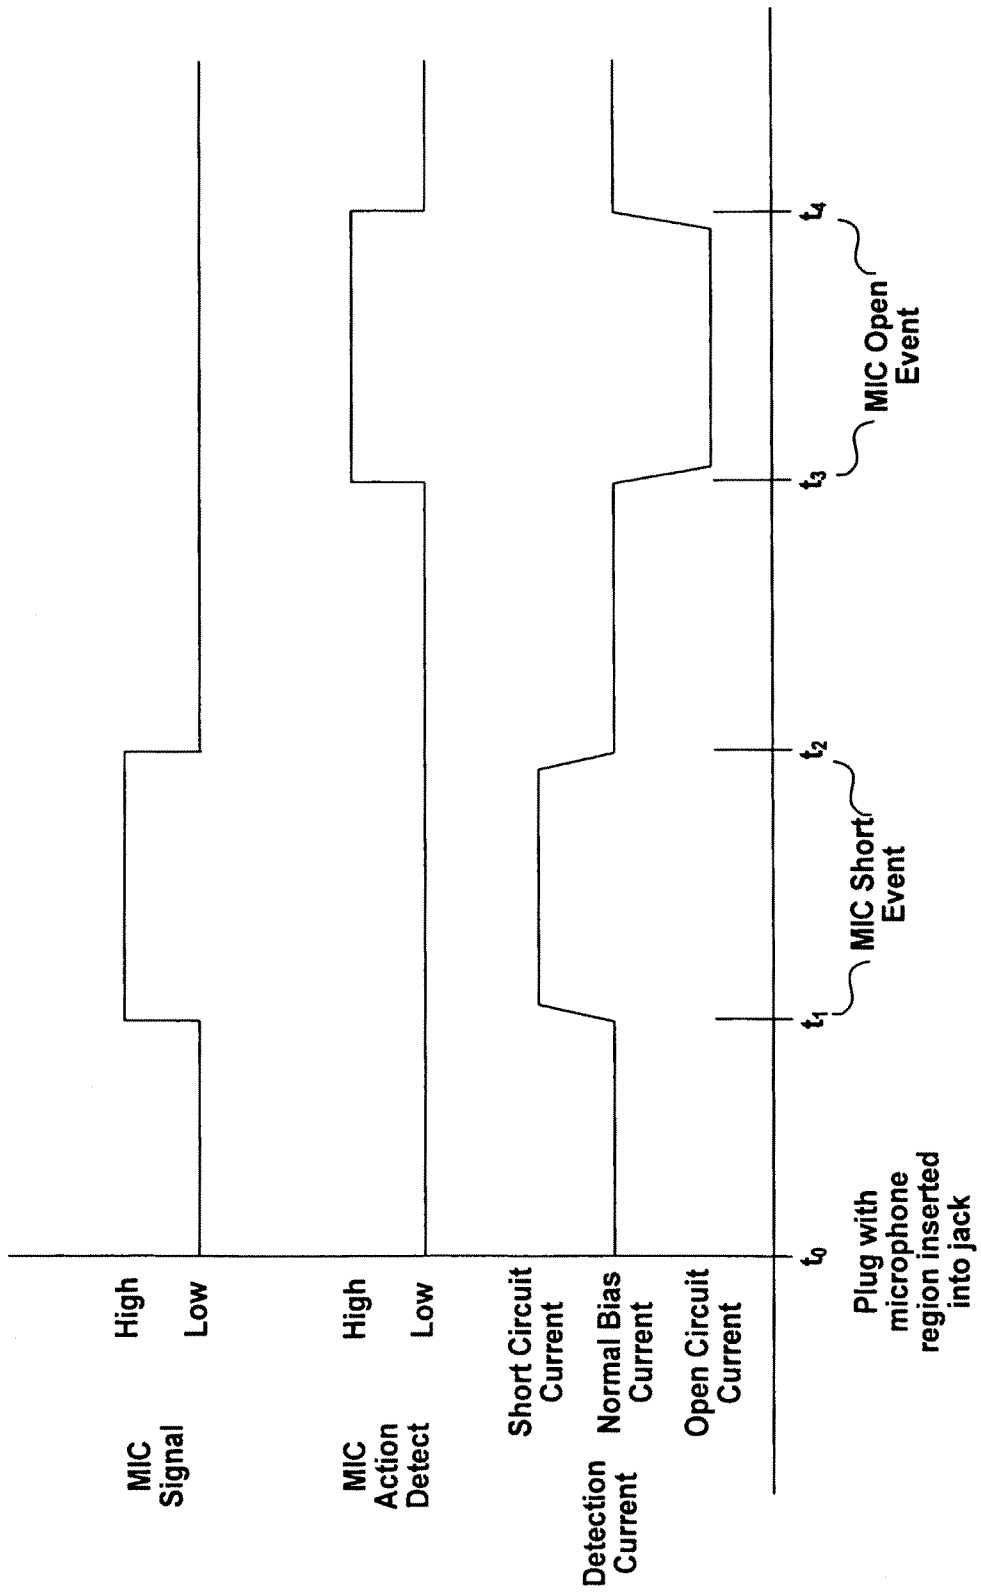 MIC
Signal
High
Low
MIC
Action
Detect
High
Low
Detection
Current
Short Circuit
Current
Normal Bias
Current
Open Circuit
Current
t0
t1
t2
t3
t4
Plug with
microphone
region inserted
into jack
MIC Short
Event
MIC Open
Event